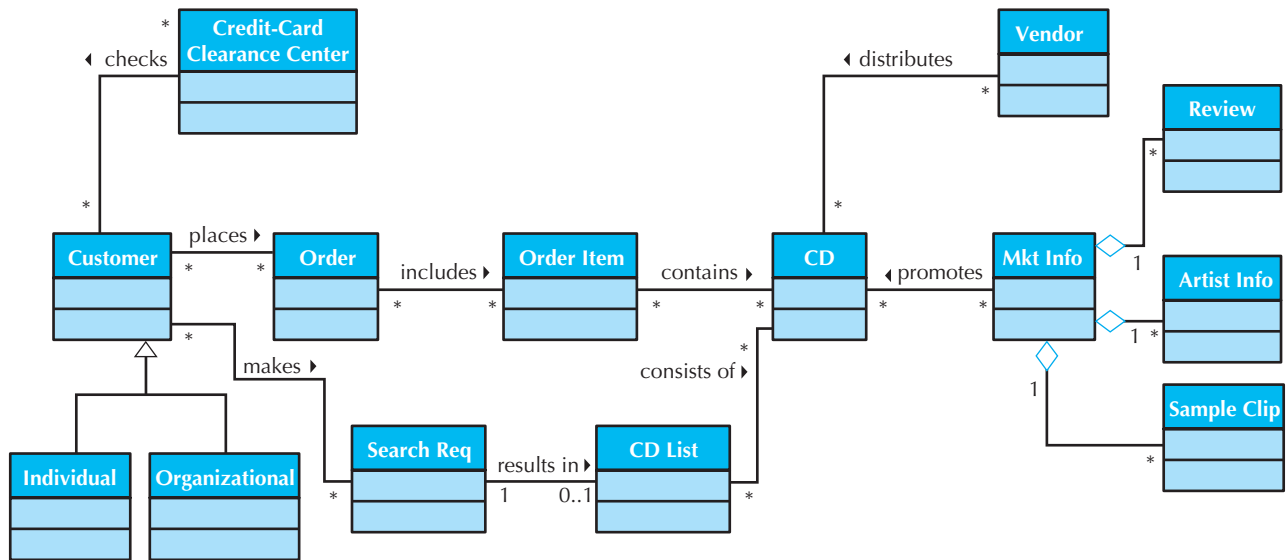 *
Credit-Card
Clearance Center
◂ checks
*
Vendor
◂ distributes
*
*
Review
*
1
Customer
places ▸
*
*
Order
includes ▸
*
*
Order Item
contains ▸
*
*
CD
◂ promotes
*
*
Mkt Info
Artist Info
1
*
*
makes ▸
*
*
consists of ▸
1
Sample Clip
*
Search Req
results in ▸
1
0..1
CD List
*
Individual
Organizational